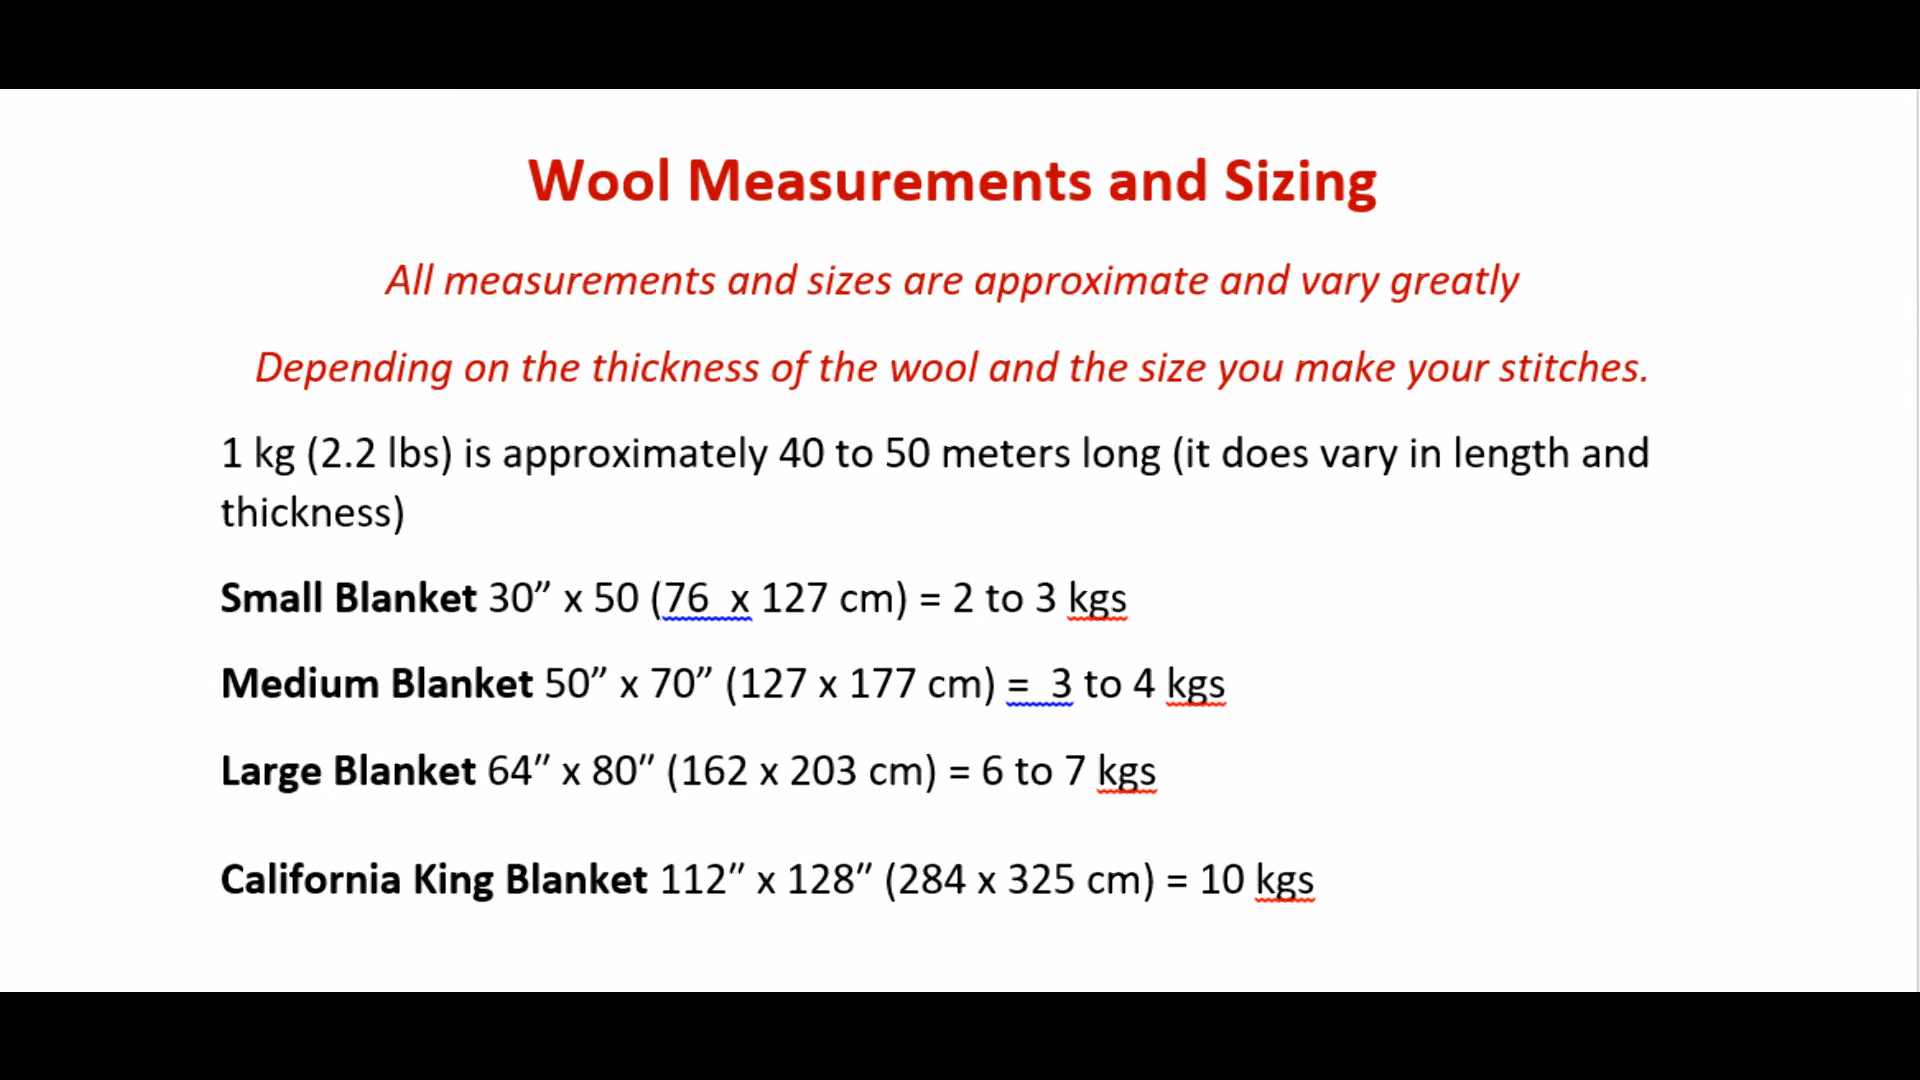 Wool Measurements and Sizing
All measurements and sizes are approximate and vary greatly
Depending on the thickness of the wool and the size you make your stitches.
1 kg (2.2 lbs) is approximately 40 to 50 meters long (it does vary in length and
thickness)
Small Blanket 30” x 50 (76  x 127 cm) = 2 to 3 kgs
Medium Blanket 50” x 70” (127 x 177 cm) =  3 to 4 kgs
Large Blanket 64” x 80” (162 x 203 cm) = 6 to 7 kgs
California King Blanket 112” x 128” (284 x 325 cm) = 10 kgs